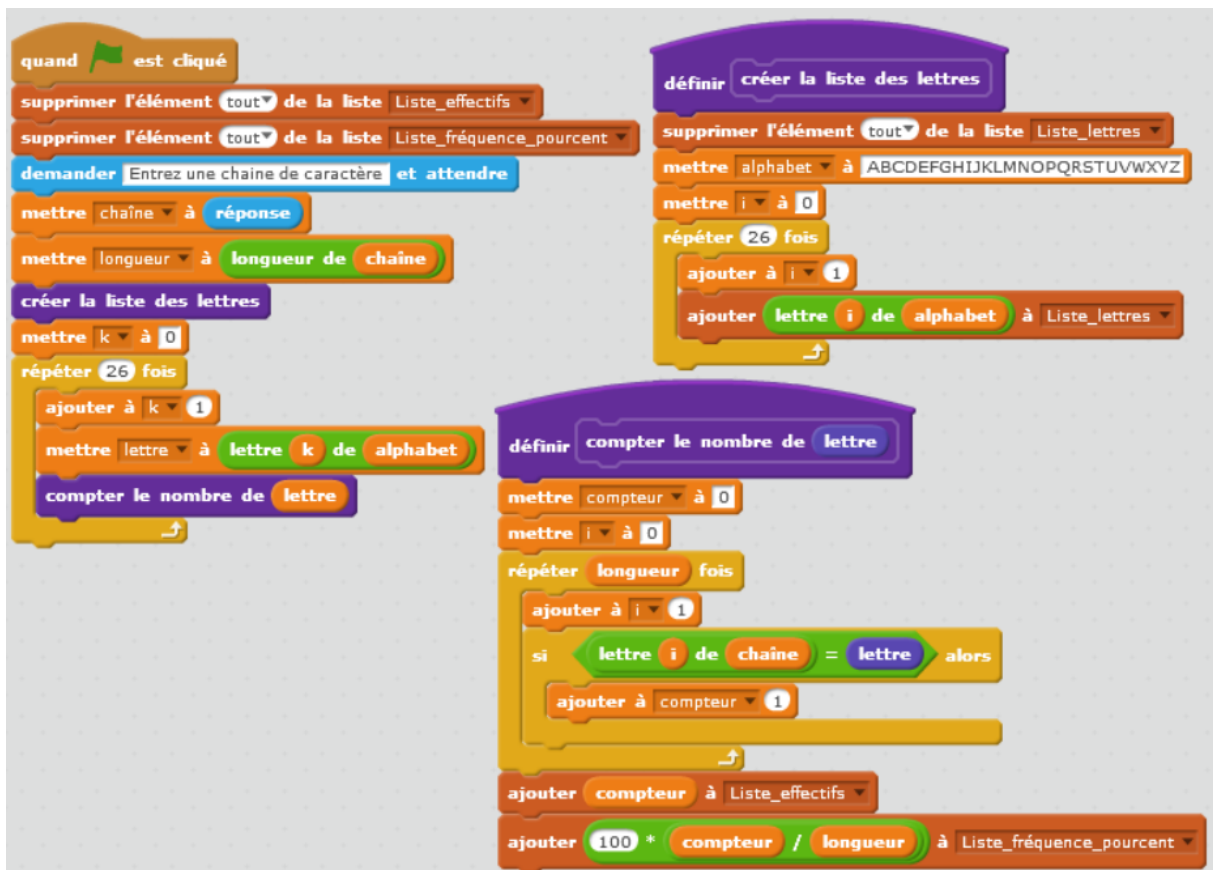 quand est cliqué
supprimer l'élément tout de la liste Liste_effectifs
supprimer l'élément tout de la liste Liste_fréquence_pourcent
demander Entrez une chaine de caractère et attendre
mettre chaîne à réponse
mettre longueur à longueur de chaîne
créer la liste des lettres
mettre k à 0
répéter 26 fois
ajouter à k 1
mettre lettre à lettre k de alphabet
compter le nombre de lettre
définir créer la liste des lettres
supprimer l'élément tout de la liste Liste_lettres
mettre alphabet à ABCDEFGHIJKLMNOPQRSTUVWXYZ
mettre i à 0
répéter 26 fois
ajouter à i 1
ajouter lettre i de alphabet à Liste_lettres
définir compter le nombre de lettre
mettre compteur à 0
mettre i à 0
répéter longueur fois
ajouter à i 1
si lettre i de chaîne = lettre alors
ajouter à compteur 1
ajouter compteur à Liste_effectifs
ajouter 100 * compteur / longueur à Liste_fréquence_pourcent